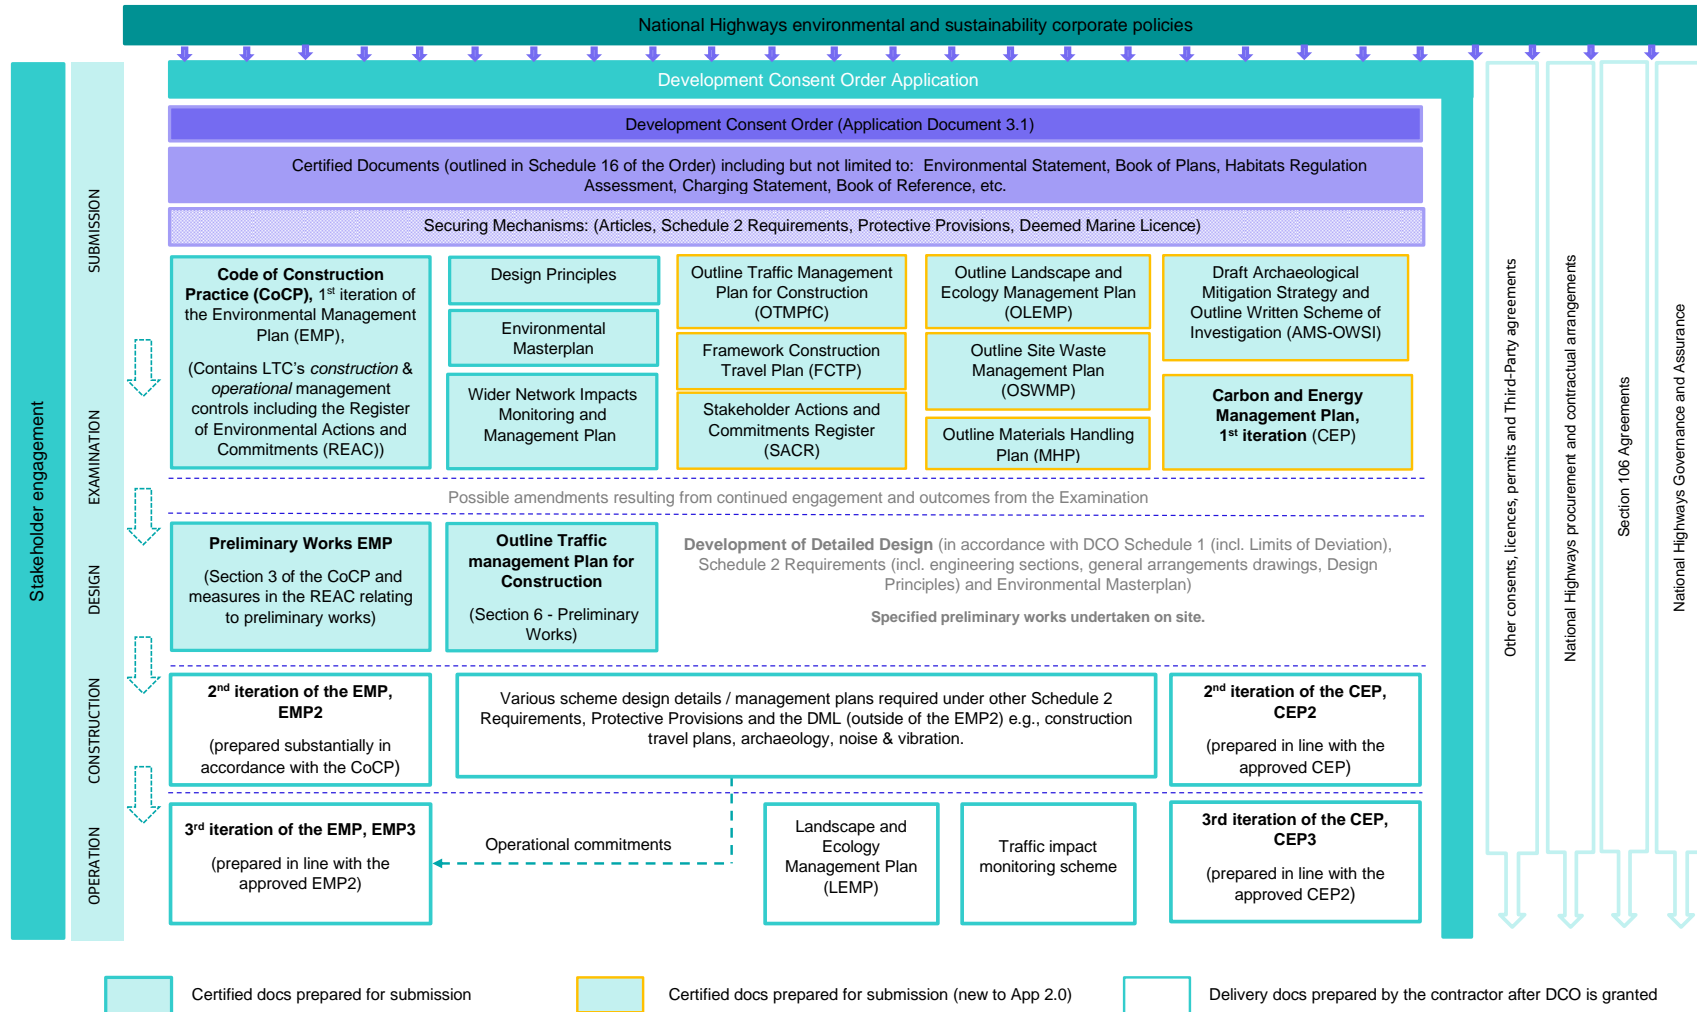 National Highways environmental and sustainability corporate policies
Development Consent Order Application
Development Consent Order (Application Document 3.1)
Certified Documents (outlined in Schedule 16 of the Order) including but not limited to:  Environmental Statement, Book of Plans, Habitats Regulation
Assessment, Charging Statement, Book of Reference, etc.
Securing Mechanisms: (Articles, Schedule 2 Requirements, Protective Provisions, Deemed Marine Licence)
Stakeholder engagement
SUBMISSION
EXAMINATION
DESIGN
CONSTRUCTION
OPERATION
Code of Construction
Practice (CoCP), 1st iteration of
the Environmental Management
Plan (EMP),
(Contains LTC's construction &
operational management
controls including the Register
of Environmental Actions and
Commitments (REAC))
Design Principles
Environmental
Masterplan
Wider Network Impacts
Monitoring and
Management Plan
Outline Traffic Management
Plan for Construction
(OTMPfC)
Framework Construction
Travel Plan (FCTP)
Stakeholder Actions and
Commitments Register
(SACR)
Outline Landscape and
Ecology Management Plan
(OLEMP)
Outline Site Waste
Management Plan
(OSWMP)
Outline Materials Handling
Plan (MHP)
Draft Archaeological
Mitigation Strategy and
Outline Written Scheme of
Investigation (AMS-OWSI)
Carbon and Energy
Management Plan,
1st iteration (CEP)
Possible amendments resulting from continued engagement and outcomes from the Examination
Preliminary Works EMP
(Section 3 of the CoCP and
measures in the REAC relating
to preliminary works)
Outline Traffic
management Plan for
Construction
(Section 6 - Preliminary
Works)
Development of Detailed Design (in accordance with DCO Schedule 1 (incl. Limits of Deviation),
Schedule 2 Requirements (incl. engineering sections, general arrangements drawings, Design
Principles) and Environmental Masterplan)
Specified preliminary works undertaken on site.
2nd iteration of the EMP,
EMP2
(prepared substantially in
accordance with the CoCP)
Various scheme design details / management plans required under other Schedule 2
Requirements, Protective Provisions and the DML (outside of the EMP2) e.g., construction
travel plans, archaeology, noise & vibration.
2nd iteration of the CEP,
CEP2
(prepared in line with the
approved CEP)
3rd iteration of the EMP, EMP3
(prepared in line with the
approved EMP2)
Operational commitments
Landscape and
Ecology
Management Plan
(LEMP)
Traffic impact
monitoring scheme
3rd iteration of the CEP,
CEP3
(prepared in line with the
approved CEP2)
Other consents, licences, permits and Third-Party agreements
National Highways procurement and contractual arrangements
Section 106 Agreements
National Highways Governance and Assurance
Certified docs prepared for submission
Certified docs prepared for submission (new to App 2.0)
Delivery docs prepared by the contractor after DCO is granted